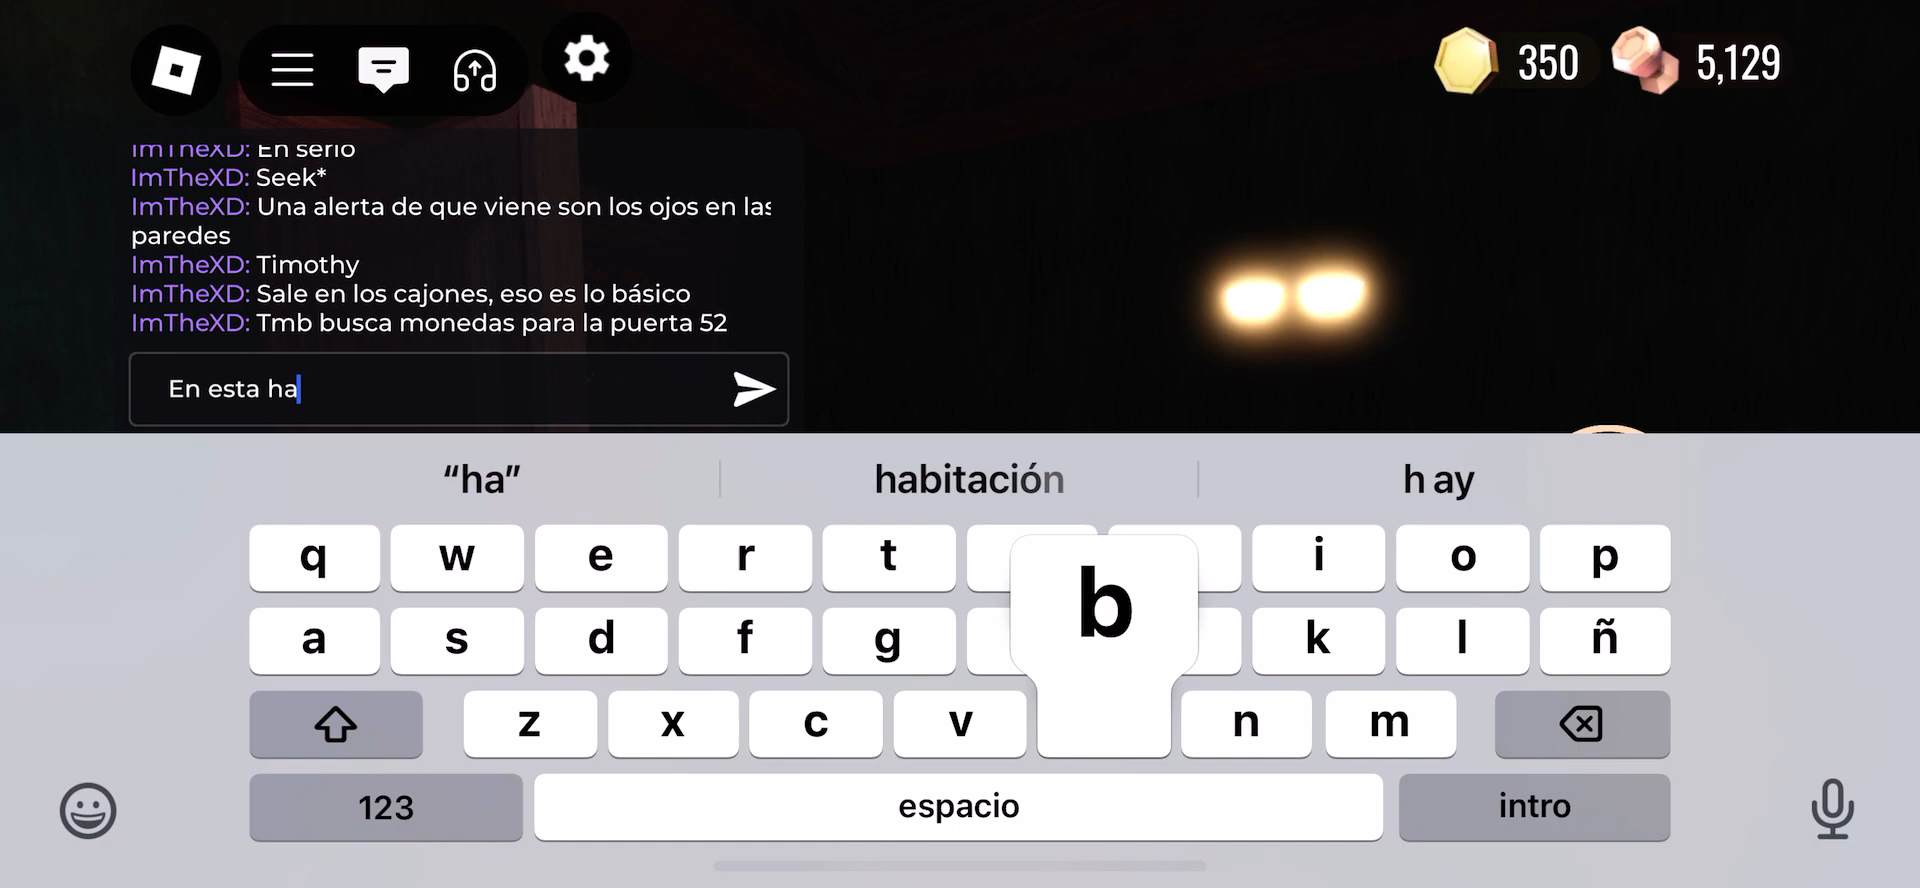 350
5,129
ImTheXD: En serio
ImTheXD: Seek*
ImTheXD: Una alerta de que viene son los ojos en las
paredes
ImTheXD: Timothy
ImTheXD: Sale en los cajones, eso es lo básico
ImTheXD: Tmb busca monedas para la puerta 52
En esta ha
“ha” habitación hay
q w e r t i o p
a s d f g k l ñ
z x c v b n m
123 espacio intro